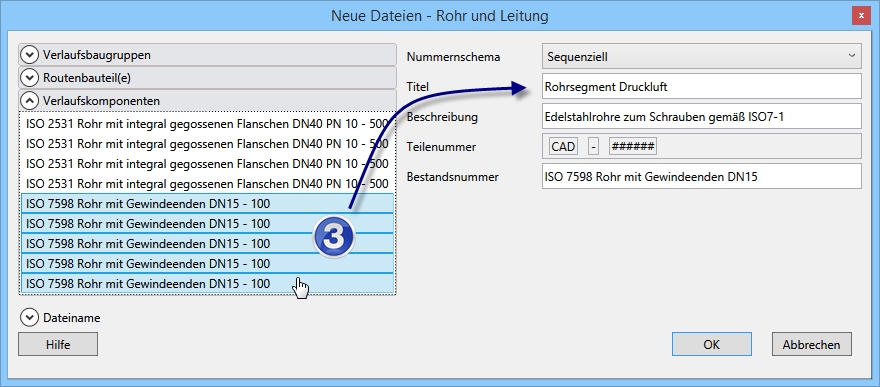 Neue Dateien - Rohr und Leitung
x
Verlaufsbaugruppen
Routenbauteil(e)
Verlaufskomponenten
ISO 2531 Rohr mit integral gegossenen Flanschen DN40 PN 10 - 500
ISO 2531 Rohr mit integral gegossenen Flanschen DN40 PN 10 - 500
ISO 2531 Rohr mit integral gegossenen Flanschen DN40 PN 10 - 500
ISO 2531 Rohr mit integral gegossenen Flanschen DN40 PN 10 - 500
ISO 7598 Rohr mit Gewindeenden DN15 - 100
ISO 7598 Rohr mit Gewindeenden DN15 - 100
ISO 7598 Rohr mit Gewindeenden DN15 - 100
ISO 7598 Rohr mit Gewindeenden DN15 - 100
ISO 7598 Rohr mit Gewindeenden DN15 - 100
3
Dateiname
Nummernschema Sequenziell
Titel Rohrsegment Druckluft
Beschreibung Edelstahlrohre zum Schrauben gemäß ISO7-1
Teilenummer CAD - ######
Bestandsnummer ISO 7598 Rohr mit Gewindeenden DN15
Hilfe OK Abbrechen